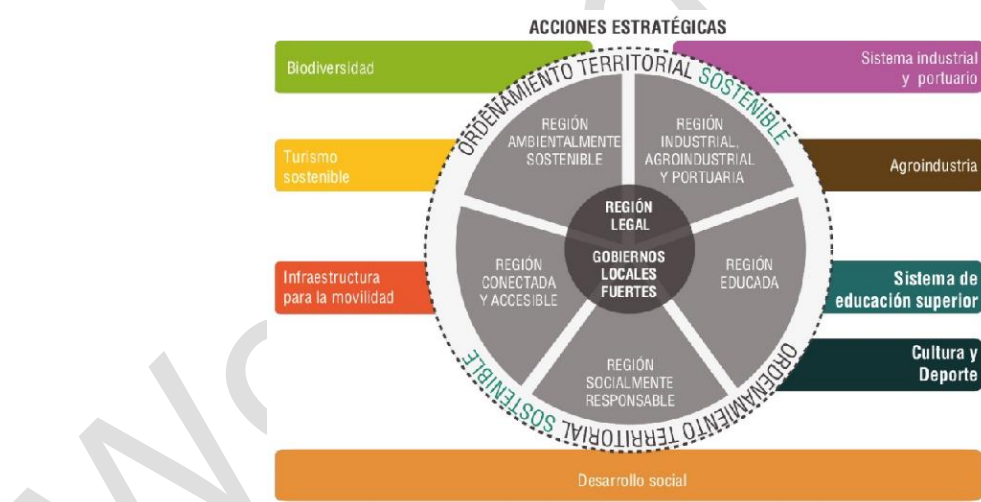 ACCIONES ESTRATÉGICAS
Biodiversidad
Sistema industrial
y portuario
ORDENAMIENTO TERRITORIAL SOSTENIBLE
REGIÓN
AMBIENTALMENTE
SOSTENIBLE
REGIÓN
INDUSTRIAL,
AGROINDUSTRIAL
Y PORTUARIA
Turismo
sostenible
Agroindustria
REGIÓN
LEGAL
GOBIERNOS
LOCALES
FUERTES
REGIÓN
CONECTADA
Y ACCESIBLE
REGIÓN
EDUCADA
Infraestructura
para la movilidad
Sistema de
educación superior
Cultura y
Deporte
REGIÓN
SOCIALMENTE
RESPONSABLE
ORDENAMIENTO TERRITORIAL SOSTENIBLE
Desarrollo social